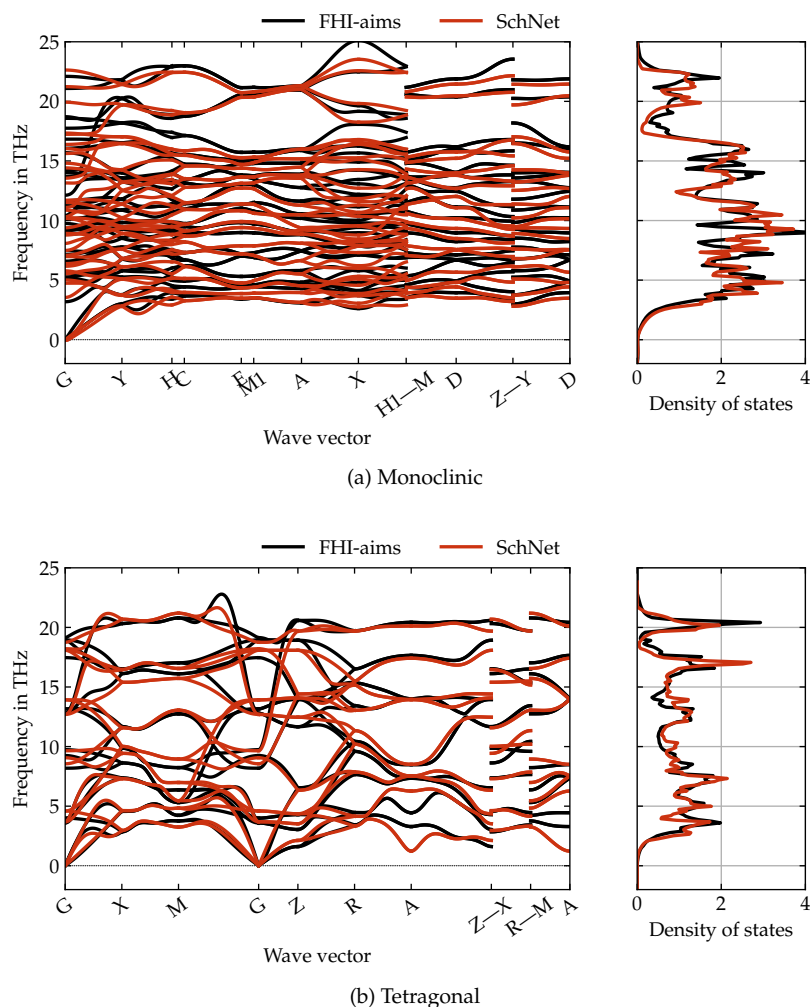 FHI-aims SchNet
25
20
15
10
5
0
Frequency in THz
G Y H C E M1 A X H1—M D Z—Y D
Wave vector
0 2 4
Density of states
(a) Monoclinic
FHI-aims SchNet
25
20
15
10
5
0
Frequency in THz
G X M G Z R A Z—X R—M A
Wave vector
0 2 4
Density of states
(b) Tetragonal